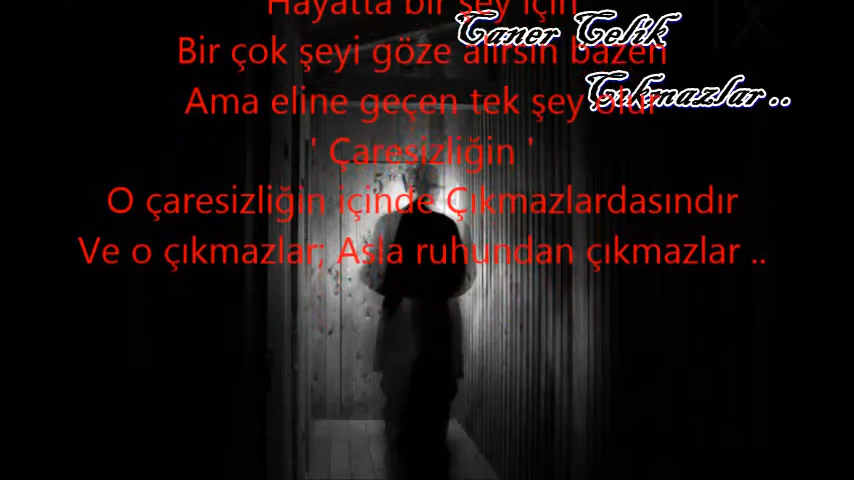 Hayatta bir şey için
Caner Çelik
Bir çok şeyi göze alırsın bazen
Çıkmazlar..
Ama eline geçen tek şey olur
' Çaresizliğin '
O çaresizliğin içinde Çıkmazlardasındır
Ve o çıkmazlar; Asla ruhundan çıkmazlar ..